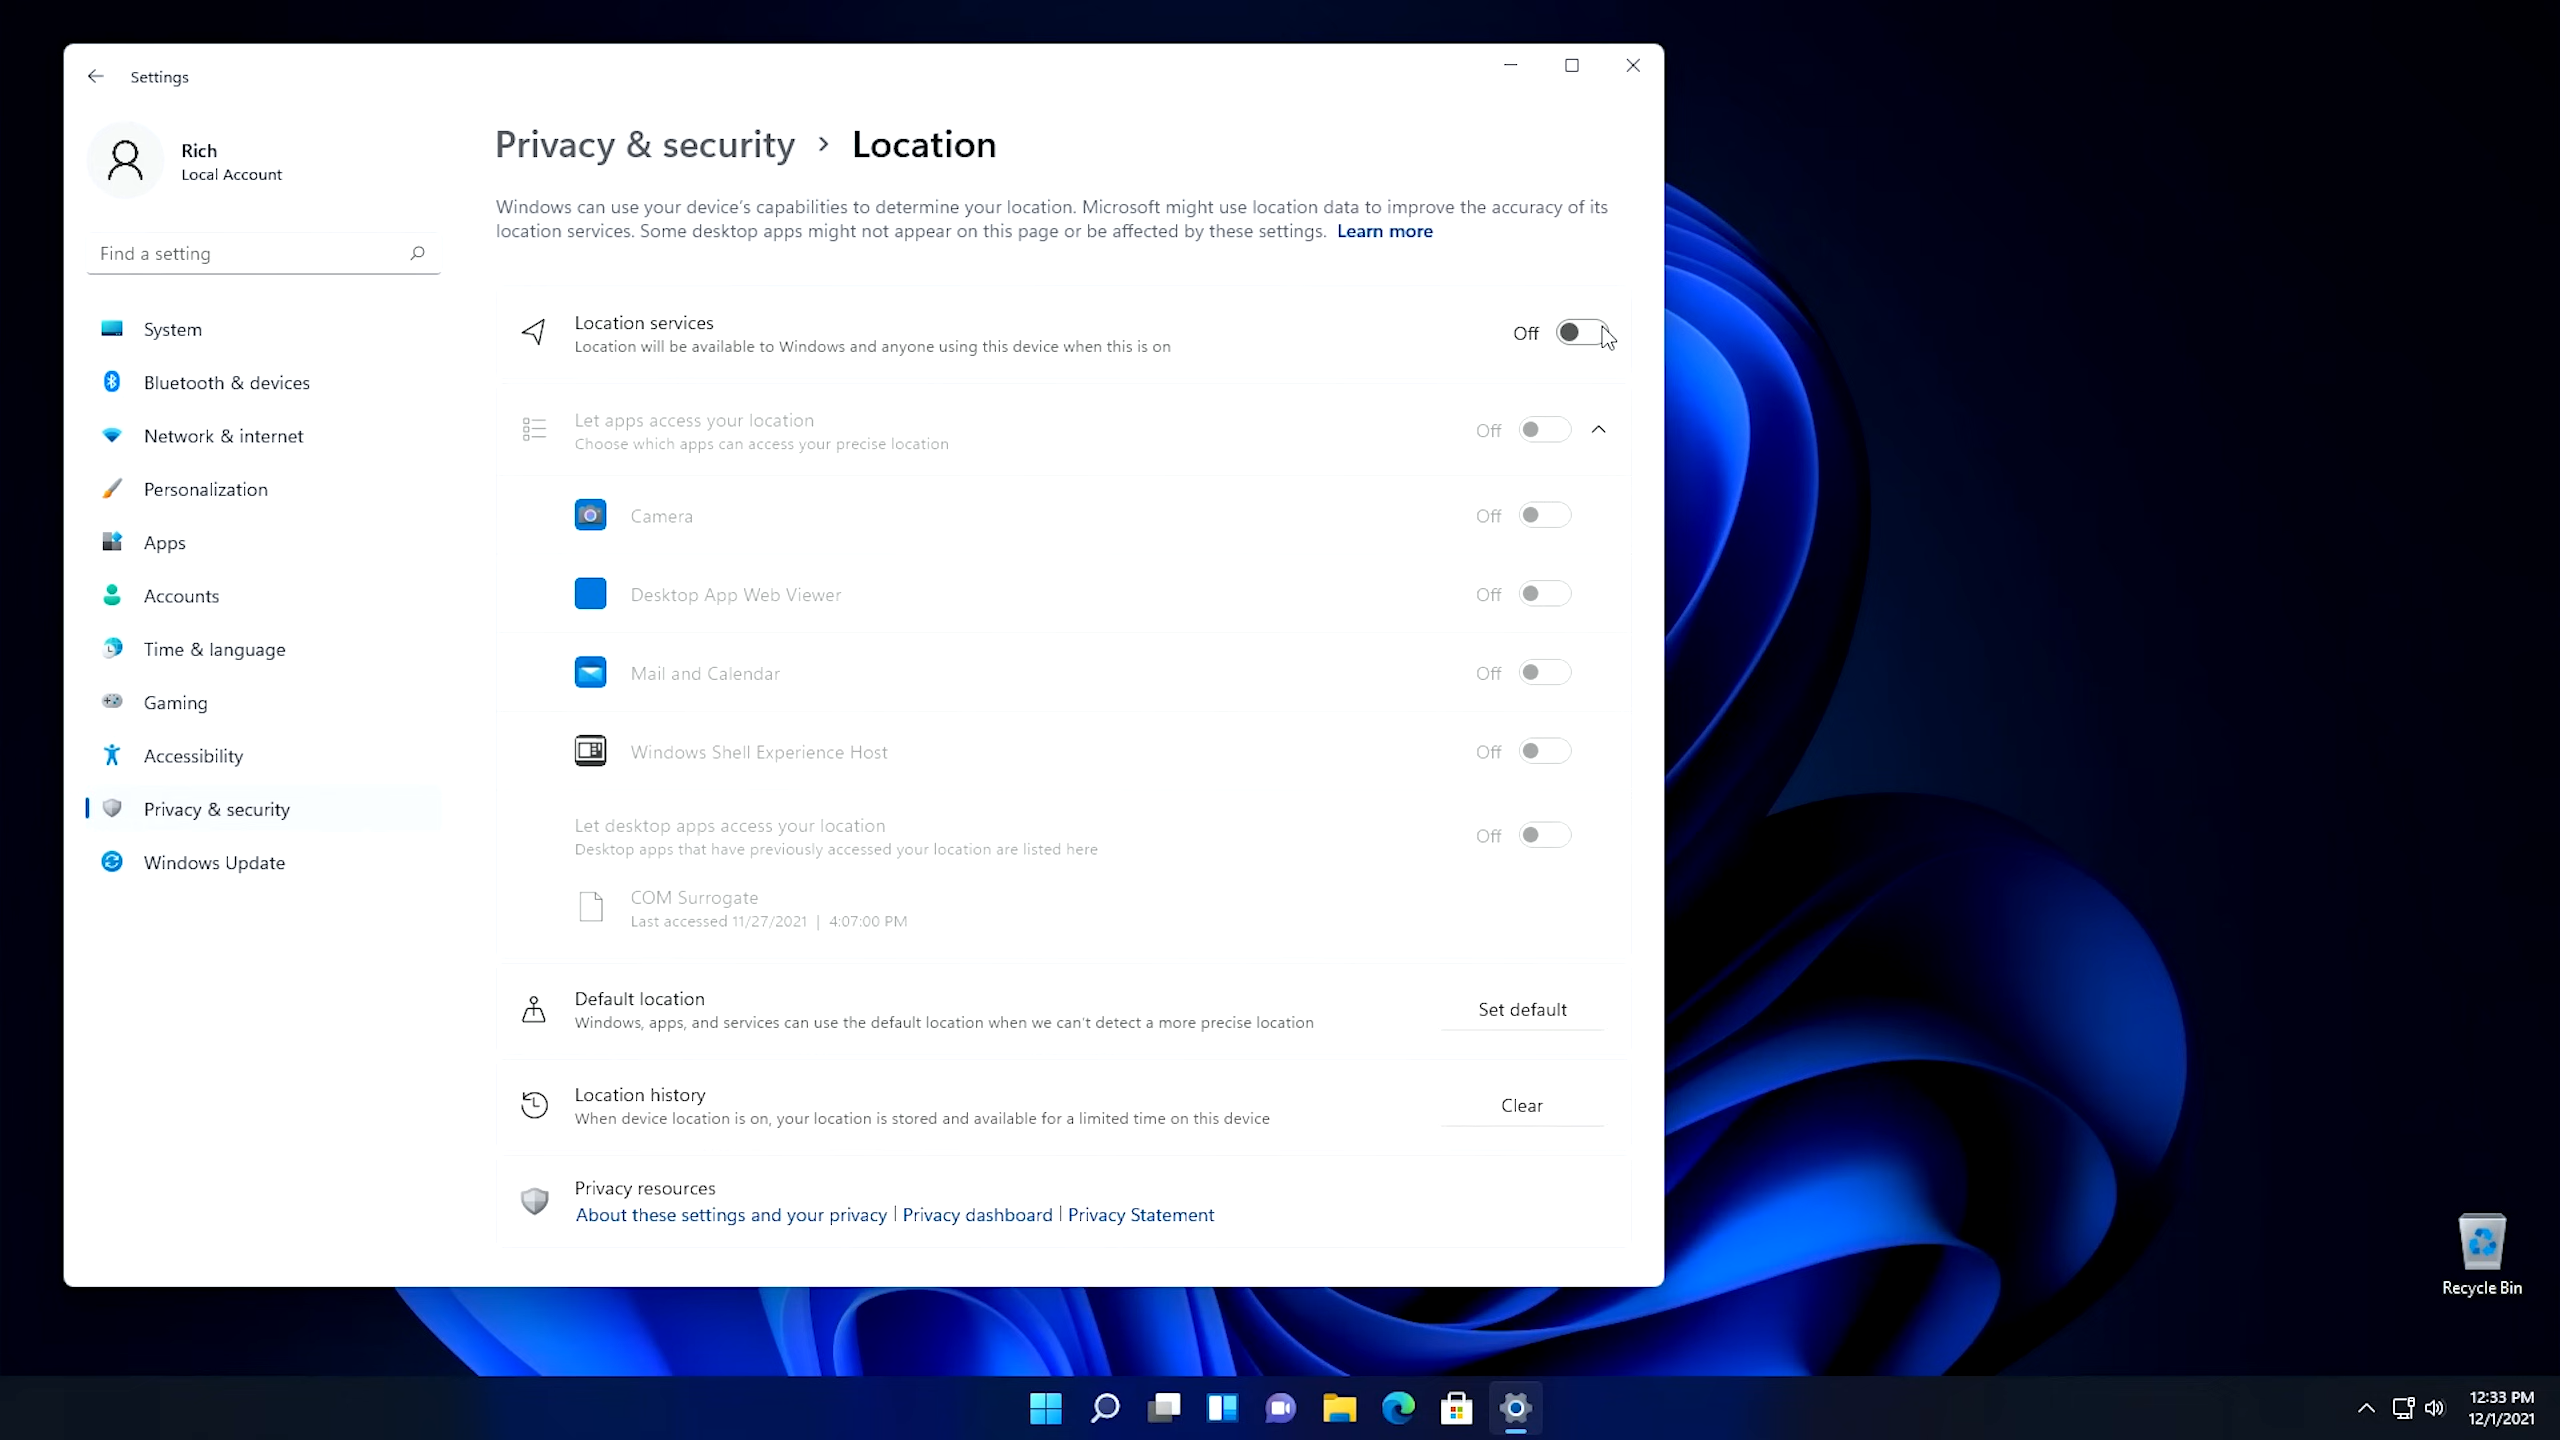 Settings
Rich
Local Account
Find a setting
System
Bluetooth & devices
Network & internet
Personalization
Apps
Accounts
Time & language
Gaming
Accessibility
Privacy & security
Windows Update
Privacy & security › Location
Windows can use your device's capabilities to determine your location. Microsoft might use location data to improve the accuracy of its
location services. Some desktop apps might not appear on this page or be affected by these settings. Learn more
Location services
Off
Location will be available to Windows and anyone using this device when this is on
Let apps access your location
Off
Choose which apps can access your precise location
Camera Off
Desktop App Web Viewer Off
Mail and Calendar Off
Windows Shell Experience Host Off
Let desktop apps access your location
Off
Desktop apps that have previously accessed your location are listed here
COM Surrogate
Last accessed 11/27/2021 | 4:07:00 PM
Default location
Windows, apps, and services can use the default location when we can't detect a more precise location
Set default
Location history
When device location is on, your location is stored and available for a limited time on this device
Clear
Privacy resources
About these settings and your privacy | Privacy dashboard | Privacy Statement
Recycle Bin
12:33 PM
12/1/2021